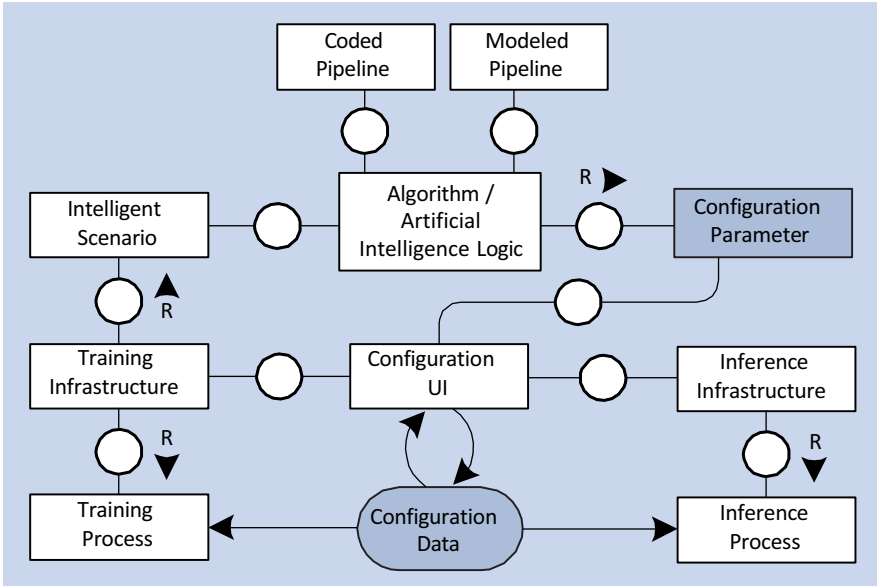 Coded
Pipeline
Modeled
Pipeline
Intelligent
Scenario
Algorithm /
Artificial
Intelligence Logic
R
Configuration
Parameter
R
Training
Infrastructure
Configuration
UI
Inference
Infrastructure
R
R
Training
Process
Configuration
Data
Inference
Process